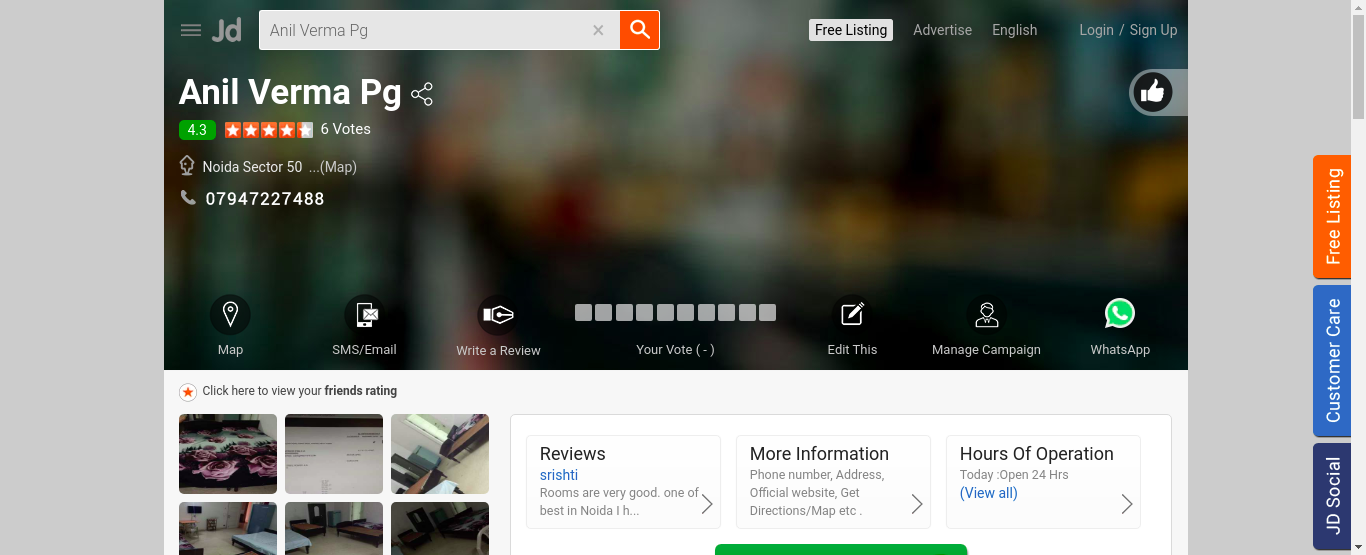 Jd
Anil Verma Pg
Free Listing
Advertise
English
Login / Sign Up
Anil Verma Pg
4.3
6 Votes
Noida Sector 50 ...(Map)
07947227488
Map
SMS/Email
Write a Review
Your Vote ( - )
Edit This
Manage Campaign
WhatsApp
Click here to view your friends rating
Reviews
srishti
Rooms are very good. one of
best in Noida I h...
More Information
Phone number, Address,
Official website, Get
Directions/Map etc .
Hours Of Operation
Today :Open 24 Hrs
(View all)
Free Listing
Customer Care
JD Social